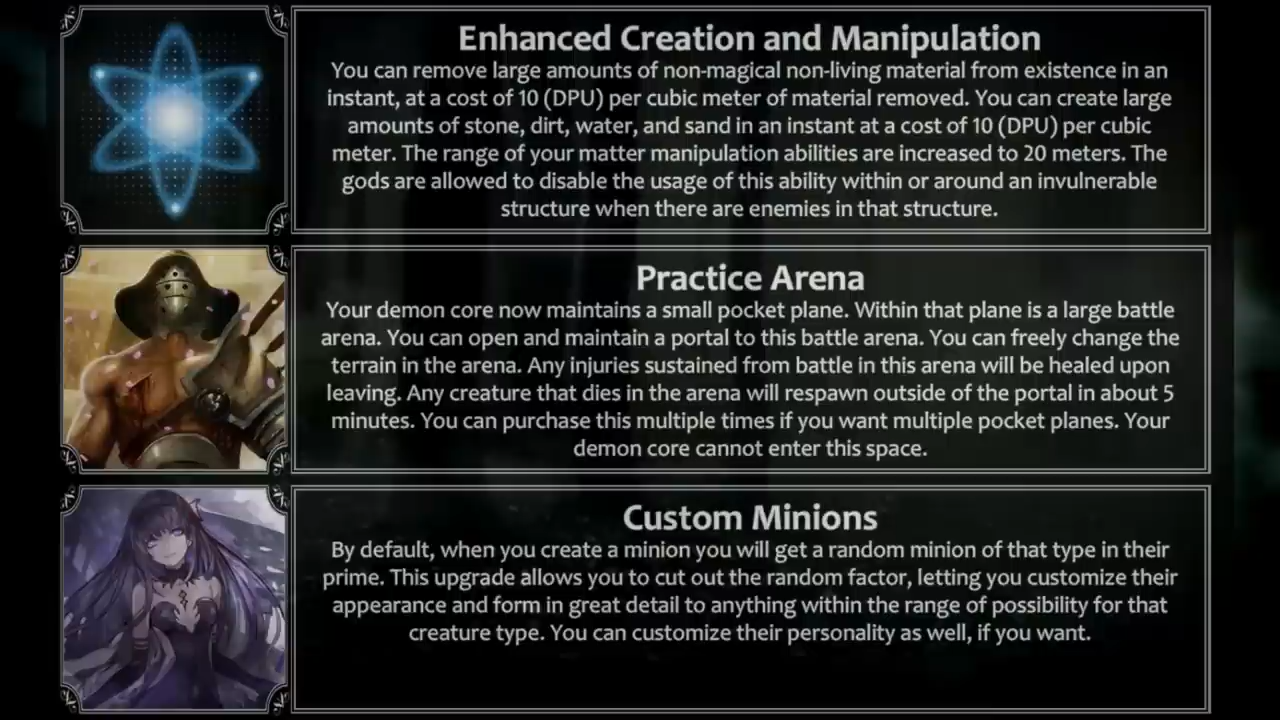 Enhanced Creation and Manipulation
You can remove large amounts of non-magical non-living material from existence in an
instant, at a cost of 10 (DPU) per cubic meter of material removed. You can create large
amounts of stone, dirt, water, and sand in an instant at a cost of 10 (DPU) per cubic
meter. The range of your matter manipulation abilities are increased to 20 meters. The
gods are allowed to disable the usage of this ability within or around an invulnerable
structure when there are enemies in that structure.
Practice Arena
Your demon core now maintains a small pocket plane. Within that plane is a large battle
arena. You can open and maintain a portal to this battle arena. You can freely change the
terrain in the arena. Any injuries sustained from battle in this arena will be healed upon
leaving. Any creature that dies in the arena will respawn outside of the portal in about 5
minutes. You can purchase this multiple times if you want multiple pocket planes. Your
demon core cannot enter this space.
Custom Minions
By default, when you create a minion you will get a random minion of that type in their
prime. This upgrade allows you to cut out the random factor, letting you customize their
appearance and form in great detail to anything within the range of possibility for that
creature type. You can customize their personality as well, if you want.